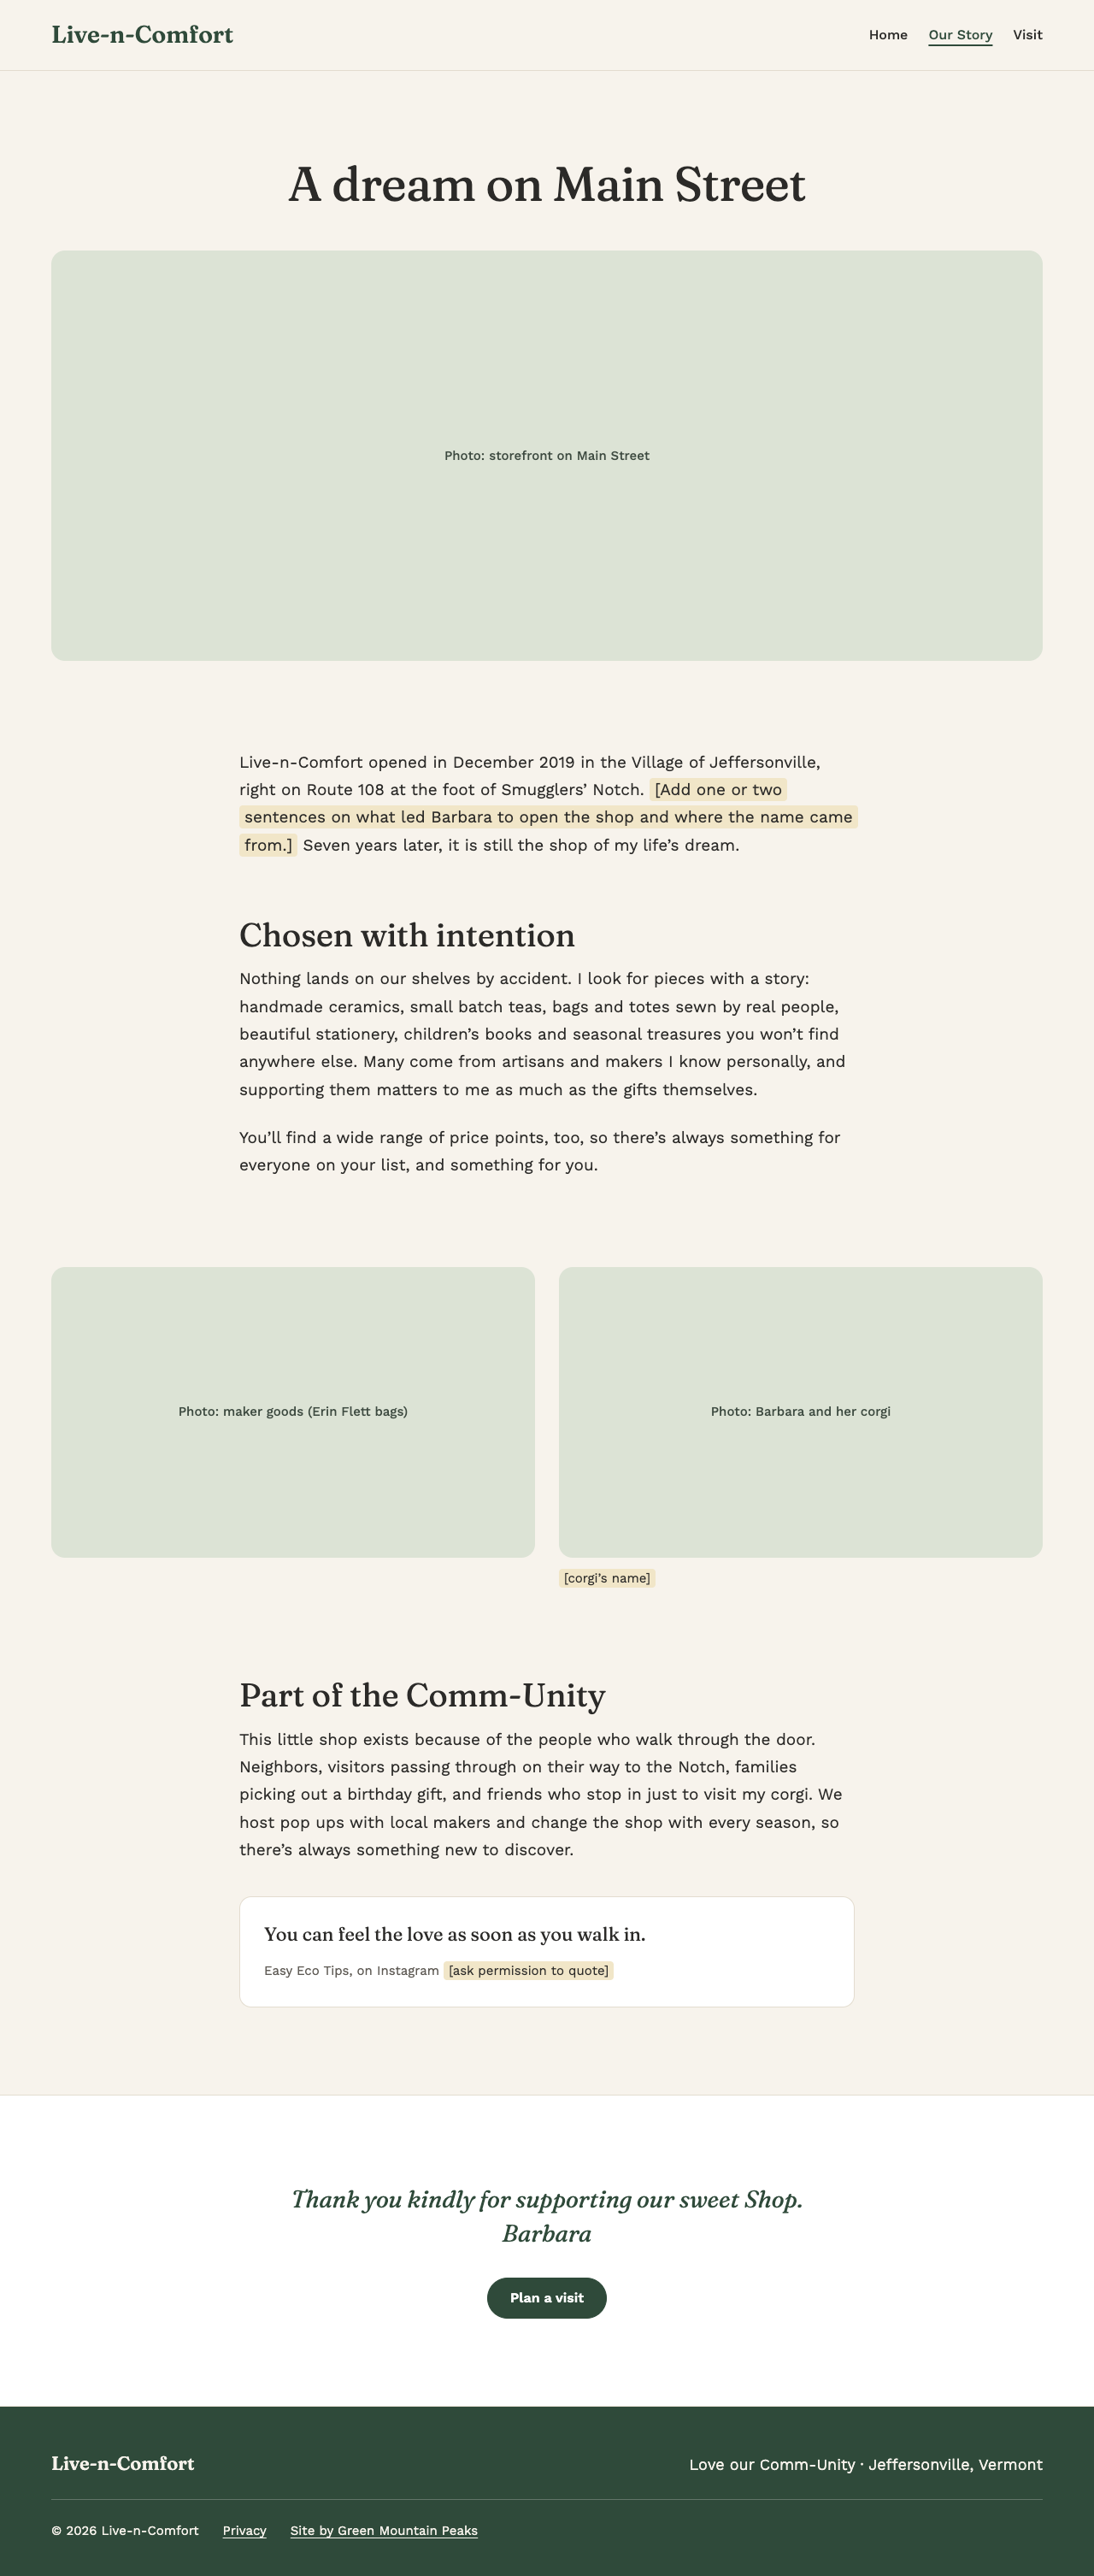 Live-n-Comfort
Home Our Story Visit
A dream on Main Street
Photo: storefront on Main Street
Live-n-Comfort opened in December 2019 in the Village of Jeffersonville,
right on Route 108 at the foot of Smugglers’ Notch. [Add one or two
sentences on what led Barbara to open the shop and where the name came
from.] Seven years later, it is still the shop of my life’s dream.
Chosen with intention
Nothing lands on our shelves by accident. I look for pieces with a story:
handmade ceramics, small batch teas, bags and totes sewn by real people,
beautiful stationery, children’s books and seasonal treasures you won’t find
anywhere else. Many come from artisans and makers I know personally, and
supporting them matters to me as much as the gifts themselves.
You’ll find a wide range of price points, too, so there’s always something for
everyone on your list, and something for you.
Photo: maker goods (Erin Flett bags)
Photo: Barbara and her corgi
[corgi’s name]
Part of the Comm-Unity
This little shop exists because of the people who walk through the door.
Neighbors, visitors passing through on their way to the Notch, families
picking out a birthday gift, and friends who stop in just to visit my corgi. We
host pop ups with local makers and change the shop with every season, so
there’s always something new to discover.
You can feel the love as soon as you walk in.
Easy Eco Tips, on Instagram [ask permission to quote]
Thank you kindly for supporting our sweet Shop.
Barbara
Plan a visit
Live-n-Comfort
Love our Comm-Unity · Jeffersonville, Vermont
© 2026 Live-n-Comfort Privacy Site by Green Mountain Peaks